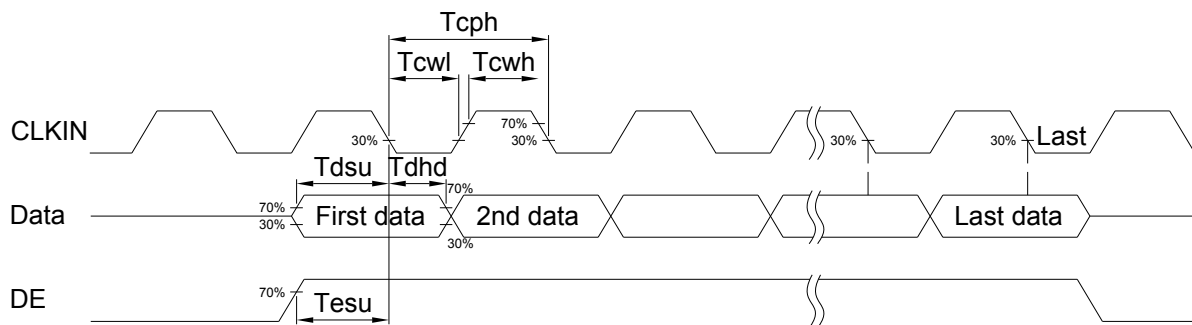 Tcph
Tcwl Tcwh
CLKIN 30% 70% 30% 30% 30% Last
Tdsu Tdhd
70% 70%
Data First data 2nd data Last data
30% 30%
DE 70% Tesu